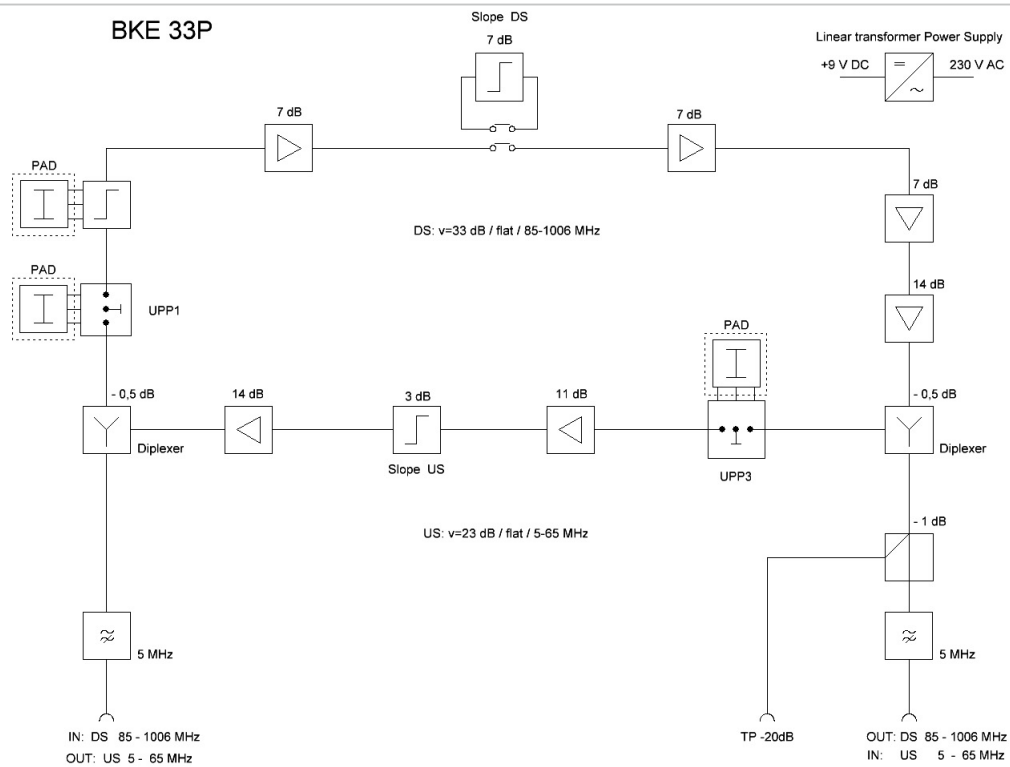 BKE 33P
Slope DS
7 dB
Linear transformer Power Supply
+9 V DC
230 V AC
7 dB
7 dB
PAD
7 dB
DS: v=33 dB / flat / 85-1006 MHz
PAD
14 dB
UPP1
PAD
- 0,5 dB
14 dB
3 dB
11 dB
- 0,5 dB
Diplexer
Slope US
UPP3
Diplexer
US: v=23 dB / flat / 5-65 MHz
- 1 dB
5 MHz
5 MHz
IN: DS 85 - 1006 MHz
OUT: US 5 - 65 MHz
TP -20dB
OUT: DS 85 - 1006 MHz
IN: US 5 - 65 MHz